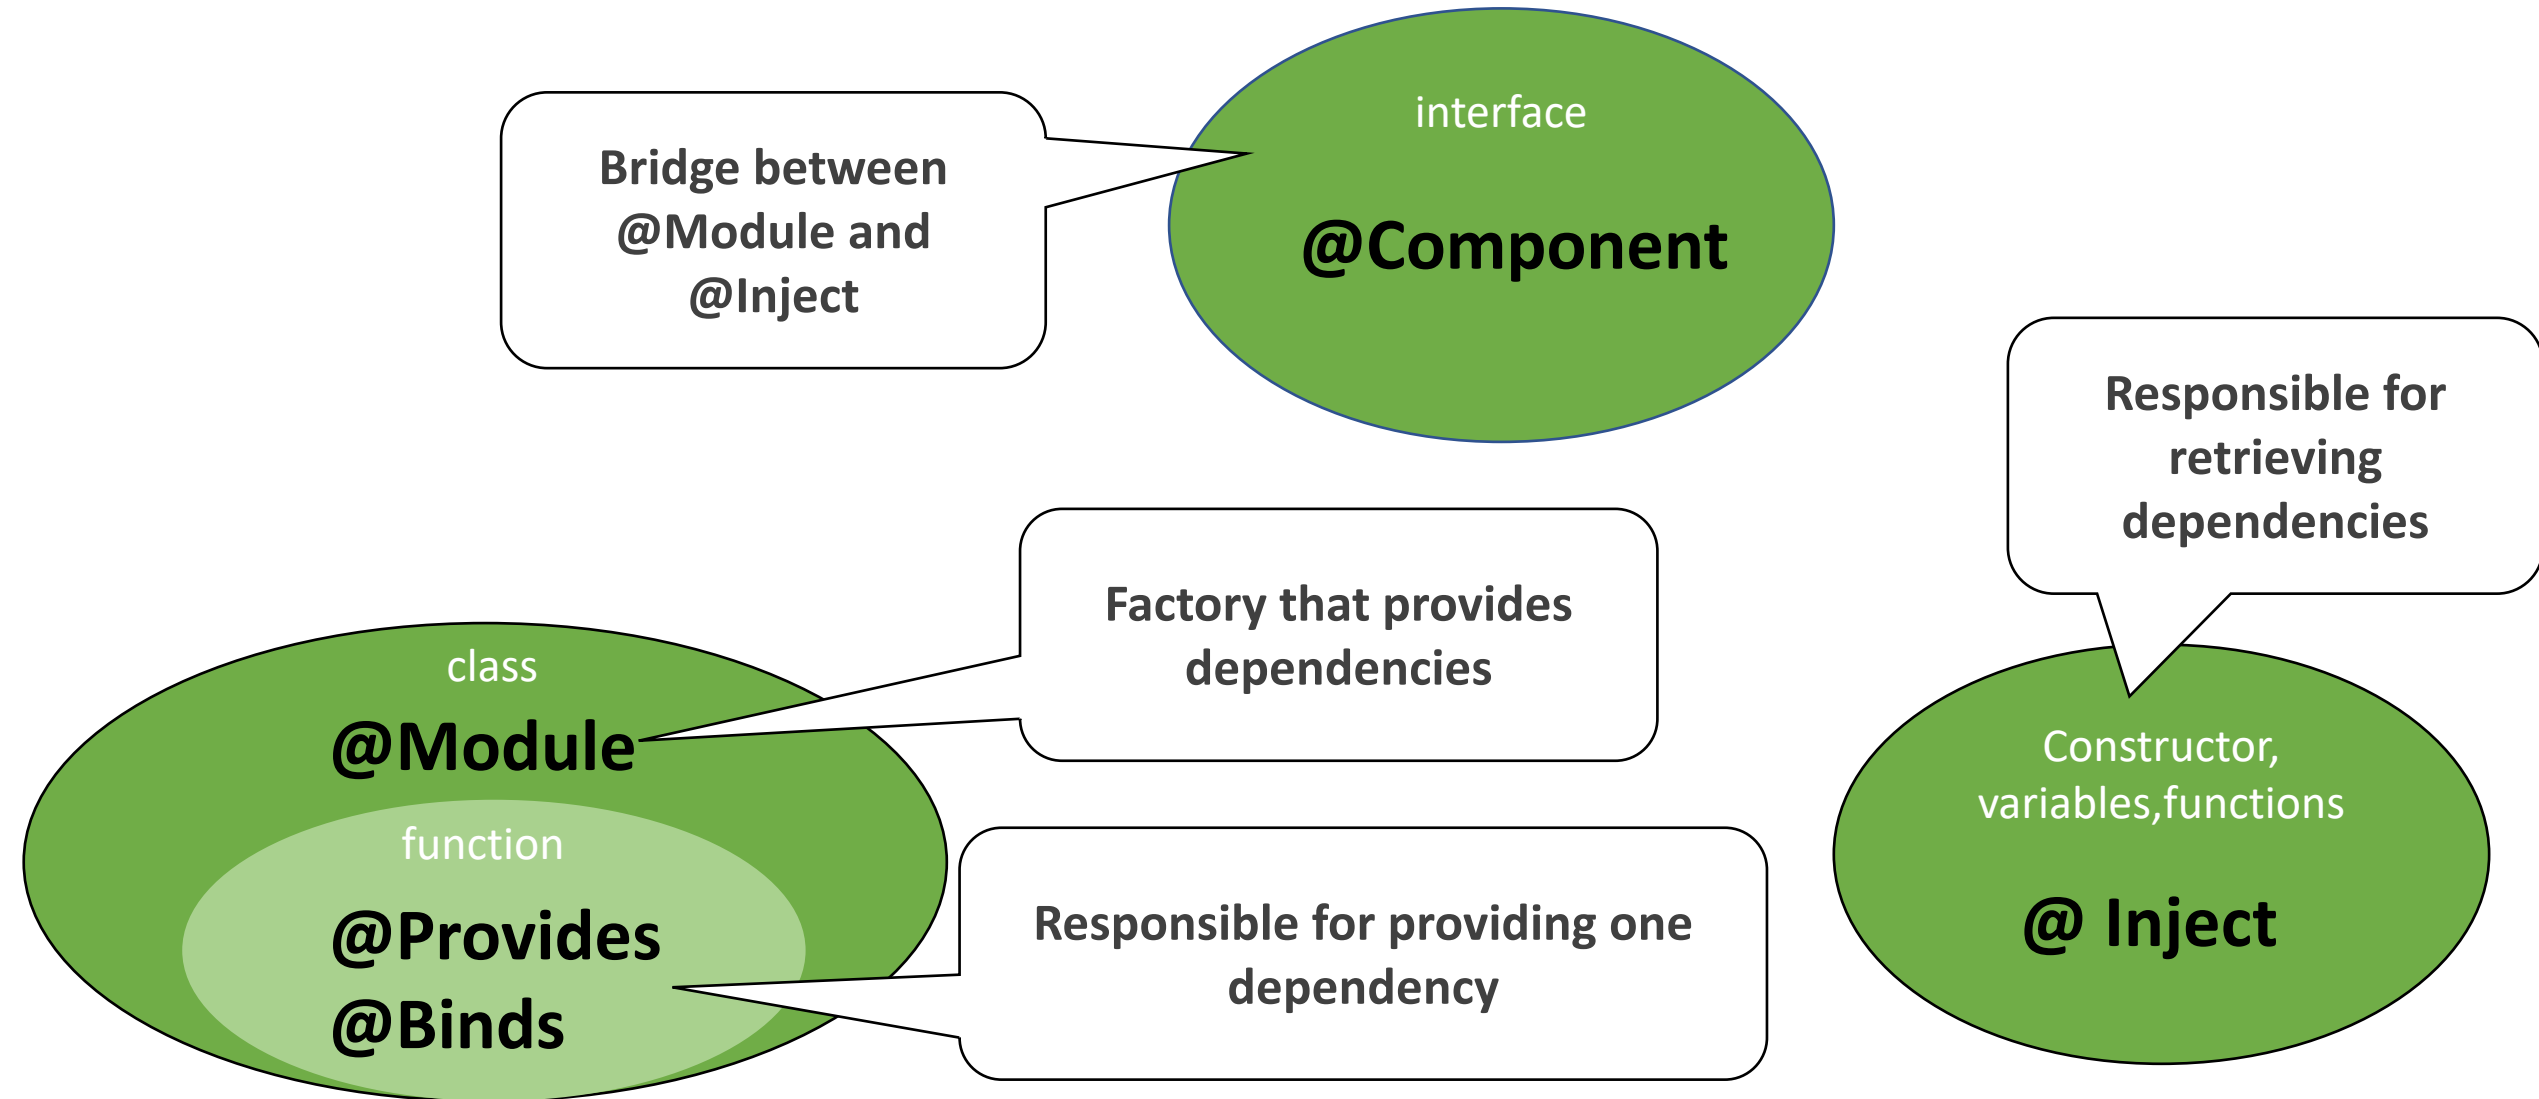 interface
@Component
Bridge between
@Module and
@Inject
Responsible for
retrieving
dependencies
Factory that provides
dependencies
class
@Module
function
@Provides
@Binds
Responsible for providing one
dependency
Constructor,
variables,functions
@ Inject